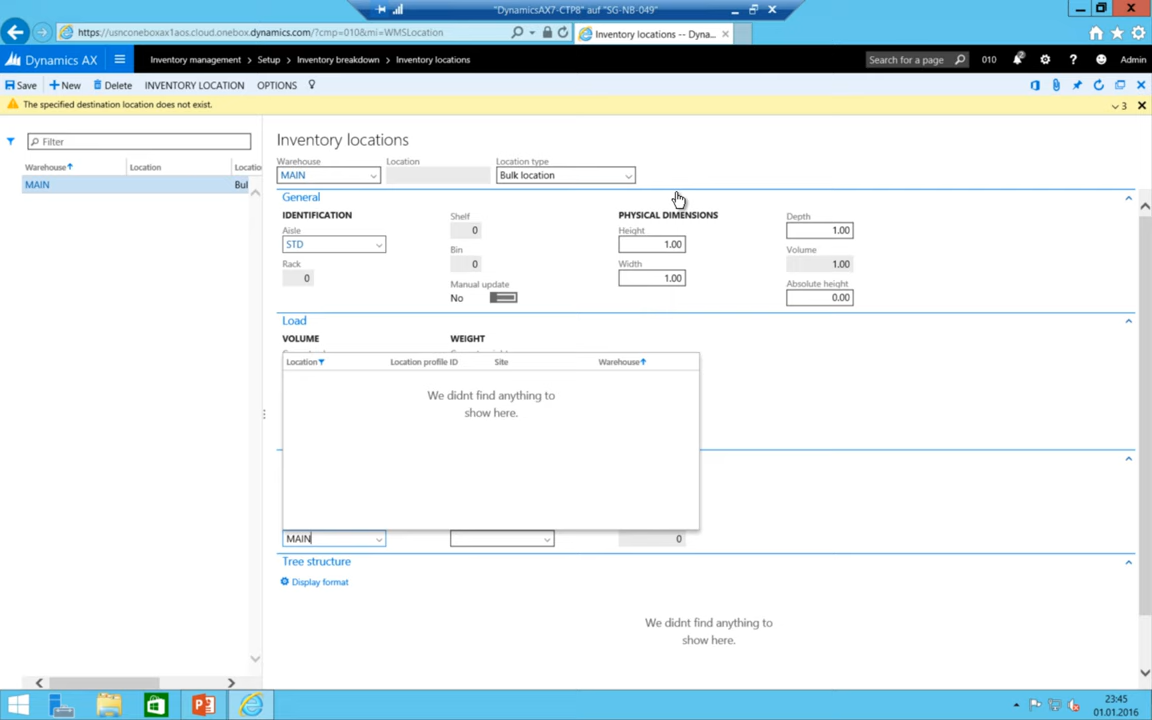 "DynamicsAX7-CTP8" auf "SG-NB-049"
https://usnconeboxax1aos.cloud.onebox.dynamics.com/?cmp=010&mi=WMSLocation
Inventory locations -- Dyna...
Dynamics AX
Inventory management > Setup > Inventory breakdown > Inventory locations
Search for a page
010
Admin
Save
+ New
Delete
INVENTORY LOCATION
OPTIONS
The specified destination location does not exist.
3
Filter
Warehouse
Location
Locatio
MAIN
Bul
Inventory locations
Warehouse
Location
Location type
MAIN
Bulk location
General
IDENTIFICATION
Aisle
STD
Rack
0
Shelf
0
Bin
0
Manual update
No
PHYSICAL DIMENSIONS
Height
1.00
Width
1.00
Depth
1.00
Volume
1.00
Absolute height
0.00
Load
VOLUME
WEIGHT
Location
Location profile ID
Site
Warehouse
We didnt find anything to
show here.
MAIN
0
Tree structure
Display format
We didnt find anything to
show here.
23:45
01.01.2016